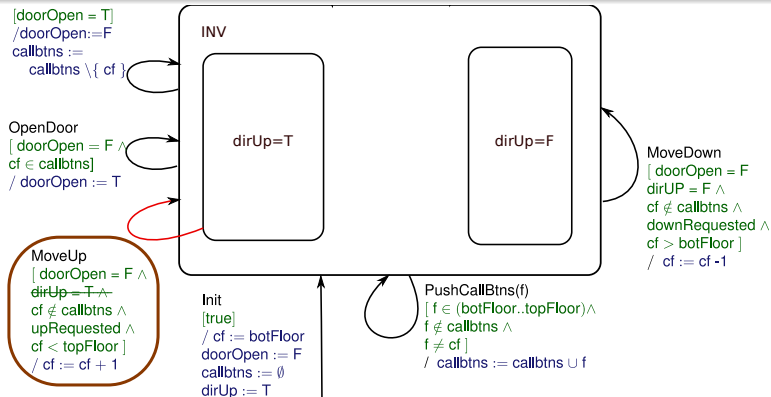 [doorOpen = T]
/doorOpen:=F
callbtns :=
callbtns \{ cf }
INV
dirUp=T
dirUp=F
OpenDoor
[ doorOpen = F ∧
cf ∈ callbtns]
/ doorOpen := T
MoveDown
[ doorOpen = F
dirUP = F ∧
cf ∉ callbtns ∧
downRequested ∧
cf > botFloor ]
/ cf := cf -1
MoveUp
[ doorOpen = F ∧
dirUp = T ∧
cf ∉ callbtns ∧
upRequested ∧
cf < topFloor ]
/ cf := cf + 1
Init
[true]
/ cf := botFloor
doorOpen := F
callbtns := ∅
dirUp := T
PushCallBtns(f)
[ f ∈ (botFloor..topFloor)∧
f ∉ callbtns ∧
f ≠ cf ]
/ callbtns := callbtns ∪ f